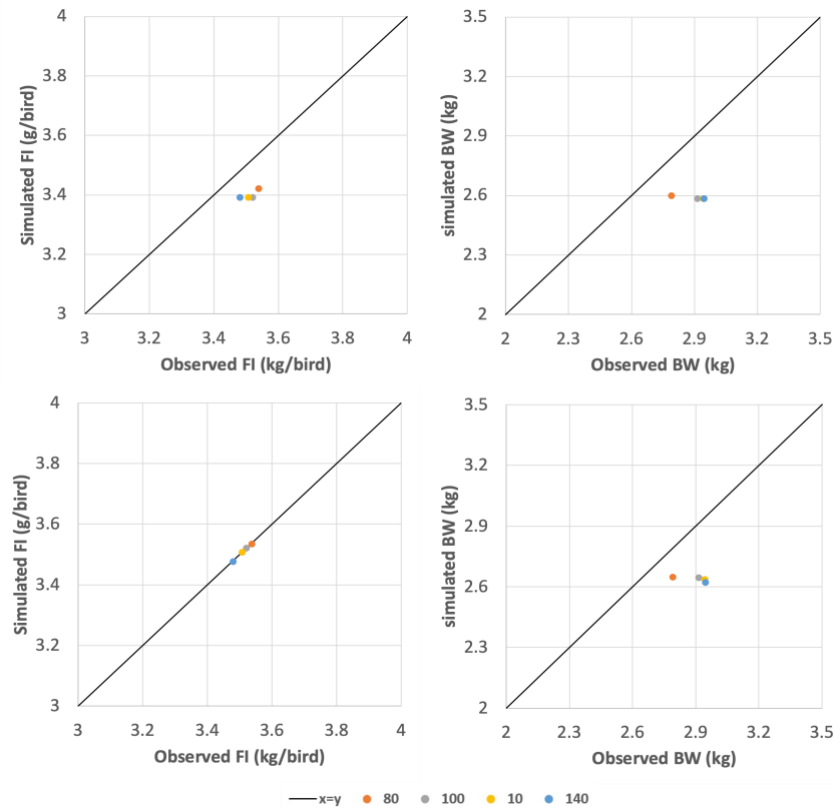 4
3.8
3.6
3.4
3.2
3
3 3.2 3.4 3.6 3.8 4
Simulated FI (g/bird)
Observed FI (kg/bird)
3.5
3.2
2.9
2.6
2.3
2
2 2.3 2.6 2.9 3.2 3.5
simulated BW (kg)
Observed BW (kg)
4
3.8
3.6
3.4
3.2
3
3 3.2 3.4 3.6 3.8 4
Simulated FI (g/bird)
Observed FI (kg/bird)
3.5
3.2
2.9
2.6
2.3
2
2 2.3 2.6 2.9 3.2 3.5
simulated BW (kg)
Observed BW (kg)
x=y 80 100 10 140